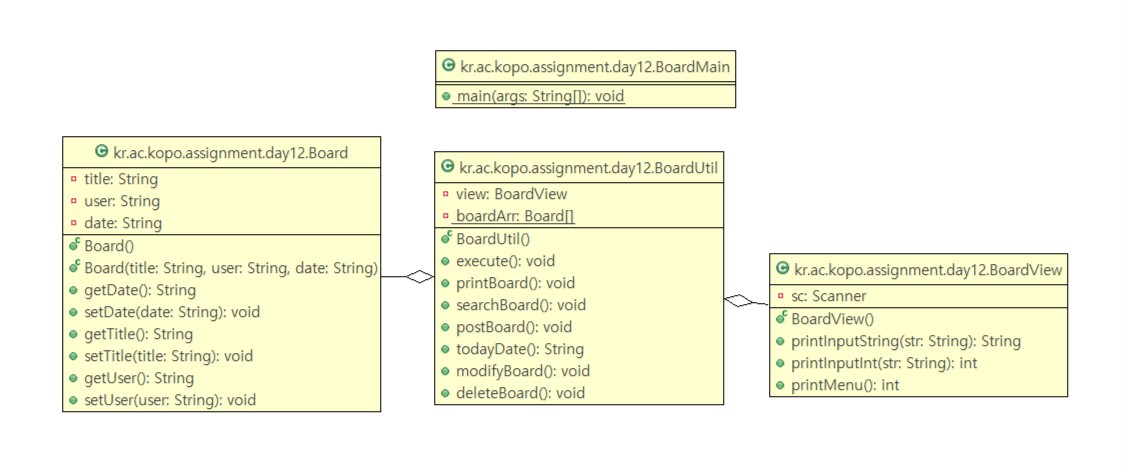 kr.ac.kopo.assignment.day12.BoardMain
main(args: String[]): void
kr.ac.kopo.assignment.day12.Board
title: String
user: String
date: String
Board()
Board(title: String, user: String, date: String)
getDate(): String
setDate(date: String): void
getTitle(): String
setTitle(title: String): void
getUser(): String
setUser(user: String): void
kr.ac.kopo.assignment.day12.BoardUtil
view: BoardView
boardArr: Board[]
BoardUtil()
execute(): void
printBoard(): void
searchBoard(): void
postBoard(): void
todayDate(): String
modifyBoard(): void
deleteBoard(): void
kr.ac.kopo.assignment.day12.BoardView
sc: Scanner
BoardView()
printInputString(str: String): String
printInputInt(str: String): int
printMenu(): int